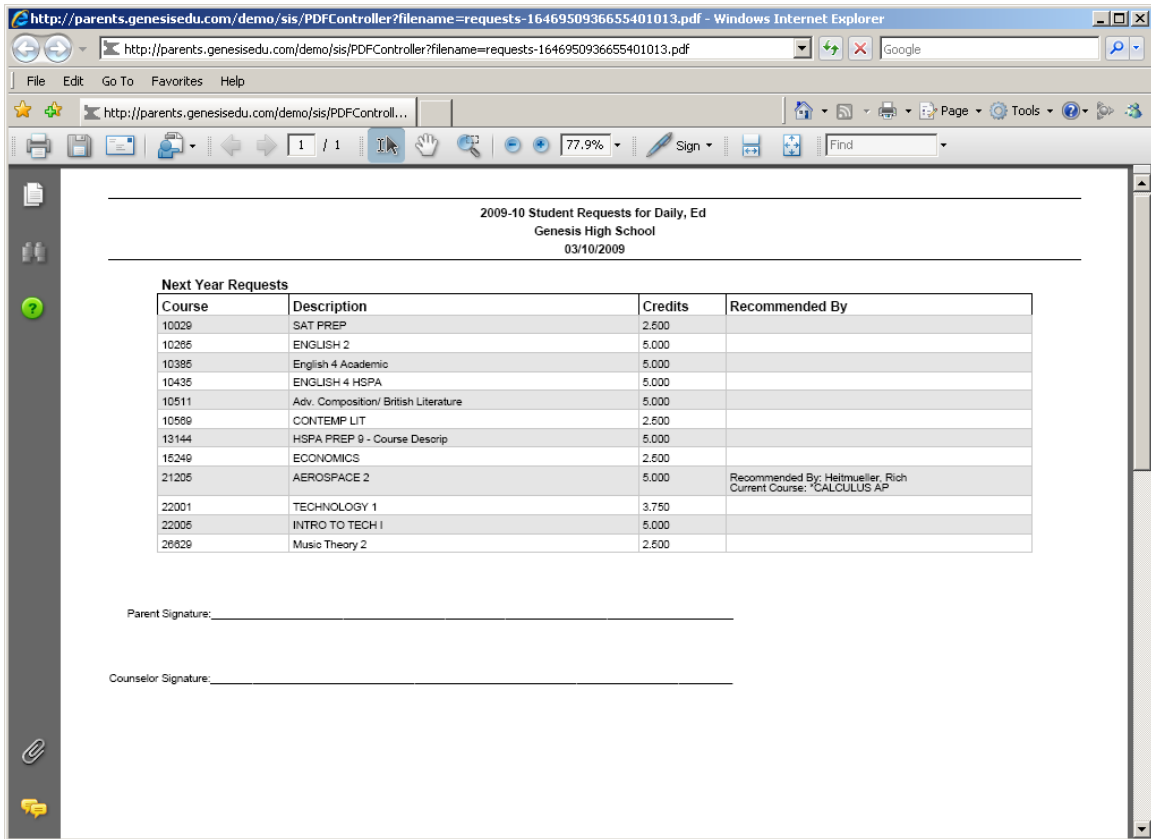 http://parents.genesisedu.com/demo/sis/PDFController?filename=requests-1646950936655401013.pdf - Windows Internet Explorer
http://parents.genesisedu.com/demo/sis/PDFController?filename=requests-1646950936655401013.pdf Google
File Edit Go To Favorites Help
http://parents.genesisedu.com/demo/sis/PDFControll... Page Tools
1 / 1 77.9% Sign Find
2009-10 Student Requests for Daily, Ed
Genesis High School
03/10/2009
Next Year Requests
Course Description Credits Recommended By
10029 SAT PREP 2.500
10265 ENGLISH 2 5.000
10385 English 4 Academic 5.000
10435 ENGLISH 4 HSPA 5.000
10511 Adv. Composition/ British Literature 5.000
10569 CONTEMP LIT 2.500
13144 HSPA PREP 9 - Course Descrip 5.000
15249 ECONOMICS 2.500
21205 AEROSPACE 2 5.000 Recommended By: Heitmueller, Rich
Current Course: *CALCULUS AP
22001 TECHNOLOGY 1 3.750
22005 INTRO TO TECH I 5.000
26629 Music Theory 2 2.500
Parent Signature:
Counselor Signature: